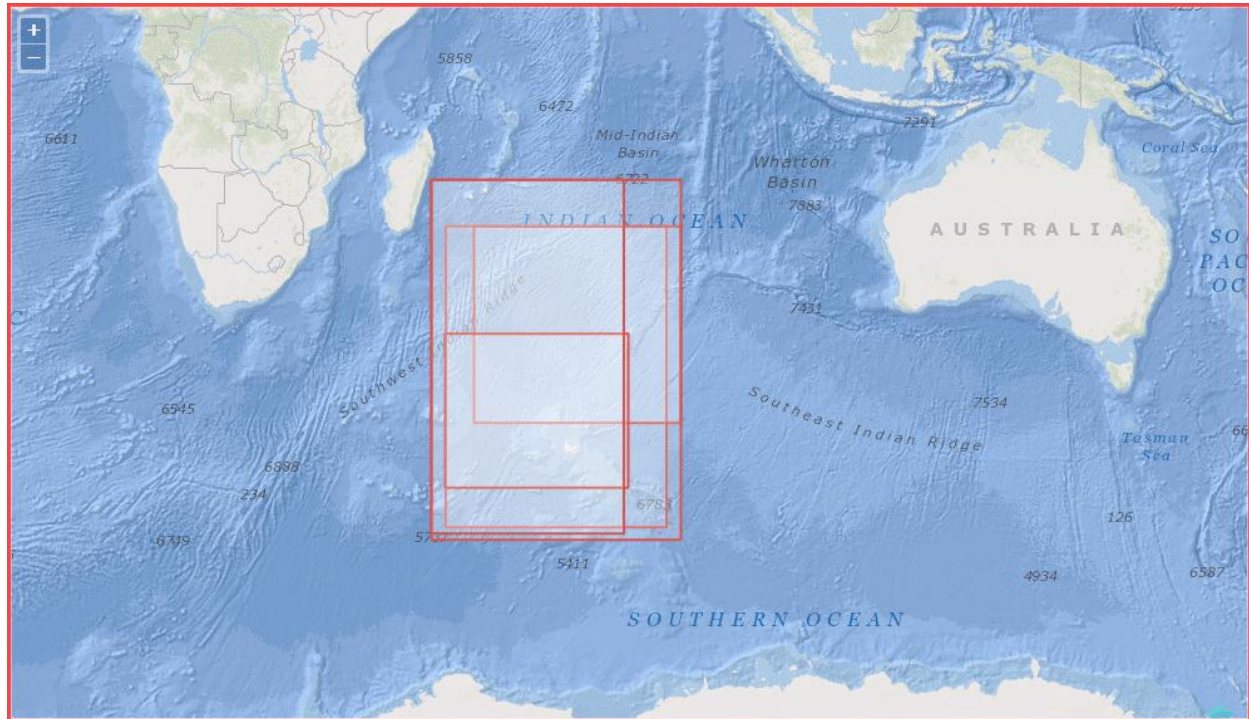 +
−
5858
6472
6611
7291
Mid-Indian
Basin
Coral Sea
Wharton
Basin
6722
7883
INDIAN OCEAN
AUSTRALIA
SO
PAC
OC
Southwest Indian Ridge
7431
Southeast Indian Ridge
7534
6545
Tasman
Sea
6888
234
6783
126
6749
5411
4934
6587
SOUTHERN OCEAN